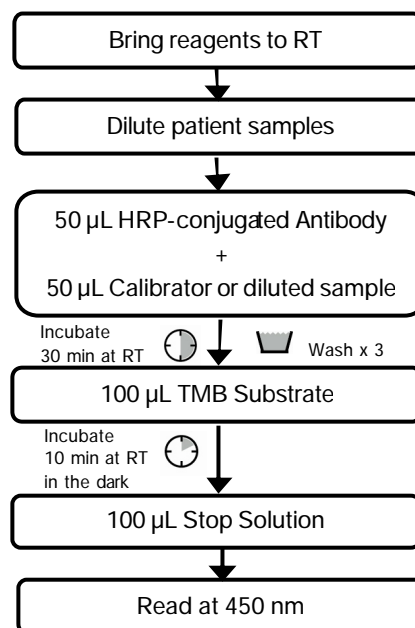 Bring reagents to RT
Dilute patient samples
50 µL HRP-conjugated Antibody
+
50 µL Calibrator or diluted sample
Incubate
30 min at RT
Wash x 3
100 µL TMB Substrate
Incubate
10 min at RT
in the dark
100 µL Stop Solution
Read at 450 nm